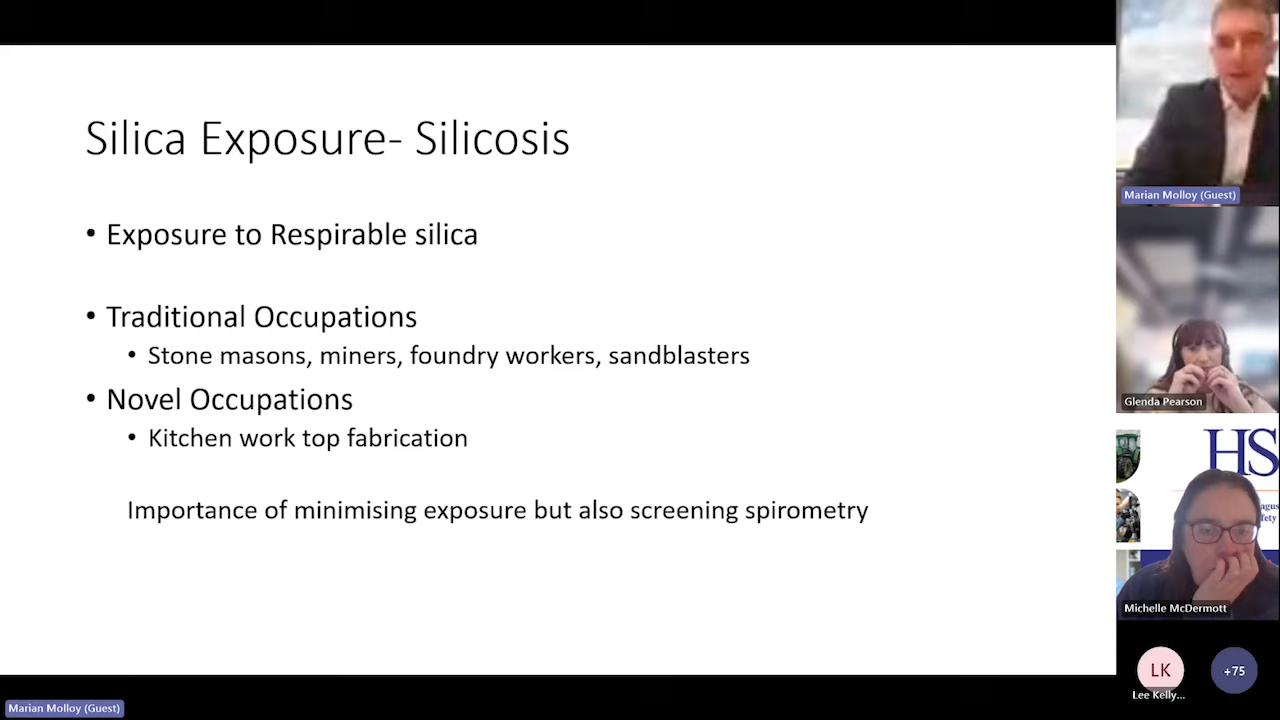 Silica Exposure- Silicosis
• Exposure to Respirable silica
• Traditional Occupations
• Stone masons, miners, foundry workers, sandblasters
• Novel Occupations
• Kitchen work top fabrication
Importance of minimising exposure but also screening spirometry
Marian Molloy (Guest)
Glenda Pearson
HS
Michelle McDermott
LK
Lee Kelly...
+75
Marian Molloy (Guest)